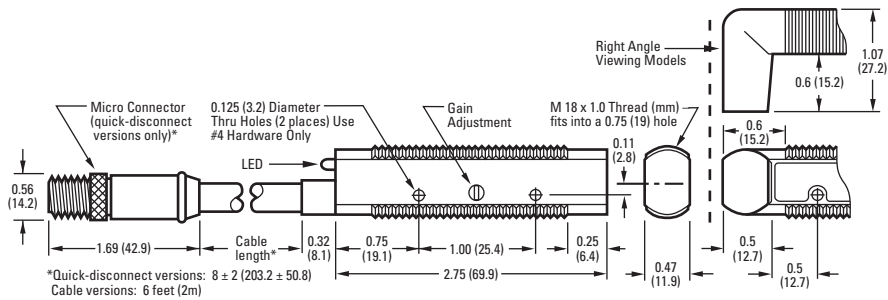 Right Angle
Viewing Models
1.07
(27.2)
0.6 (15.2)
Micro Connector
(quick-disconnect
versions only)*
0.125 (3.2) Diameter
Thru Holes (2 places) Use
#4 Hardware Only
Gain
Adjustment
M 18 x 1.0 Thread (mm)
fits into a 0.75 (19) hole
0.11
(2.8)
0.6
(15.2)
LED
0.56
(14.2)
1.69 (42.9)
Cable
length*
0.32
(8.1)
0.75
(19.1)
1.00 (25.4)
0.25
(6.4)
2.75 (69.9)
0.47
(11.9)
0.5
(12.7)
0.5
(12.7)
*Quick-disconnect versions: 8 ± 2 (203.2 ± 50.8)
Cable versions: 6 feet (2m)